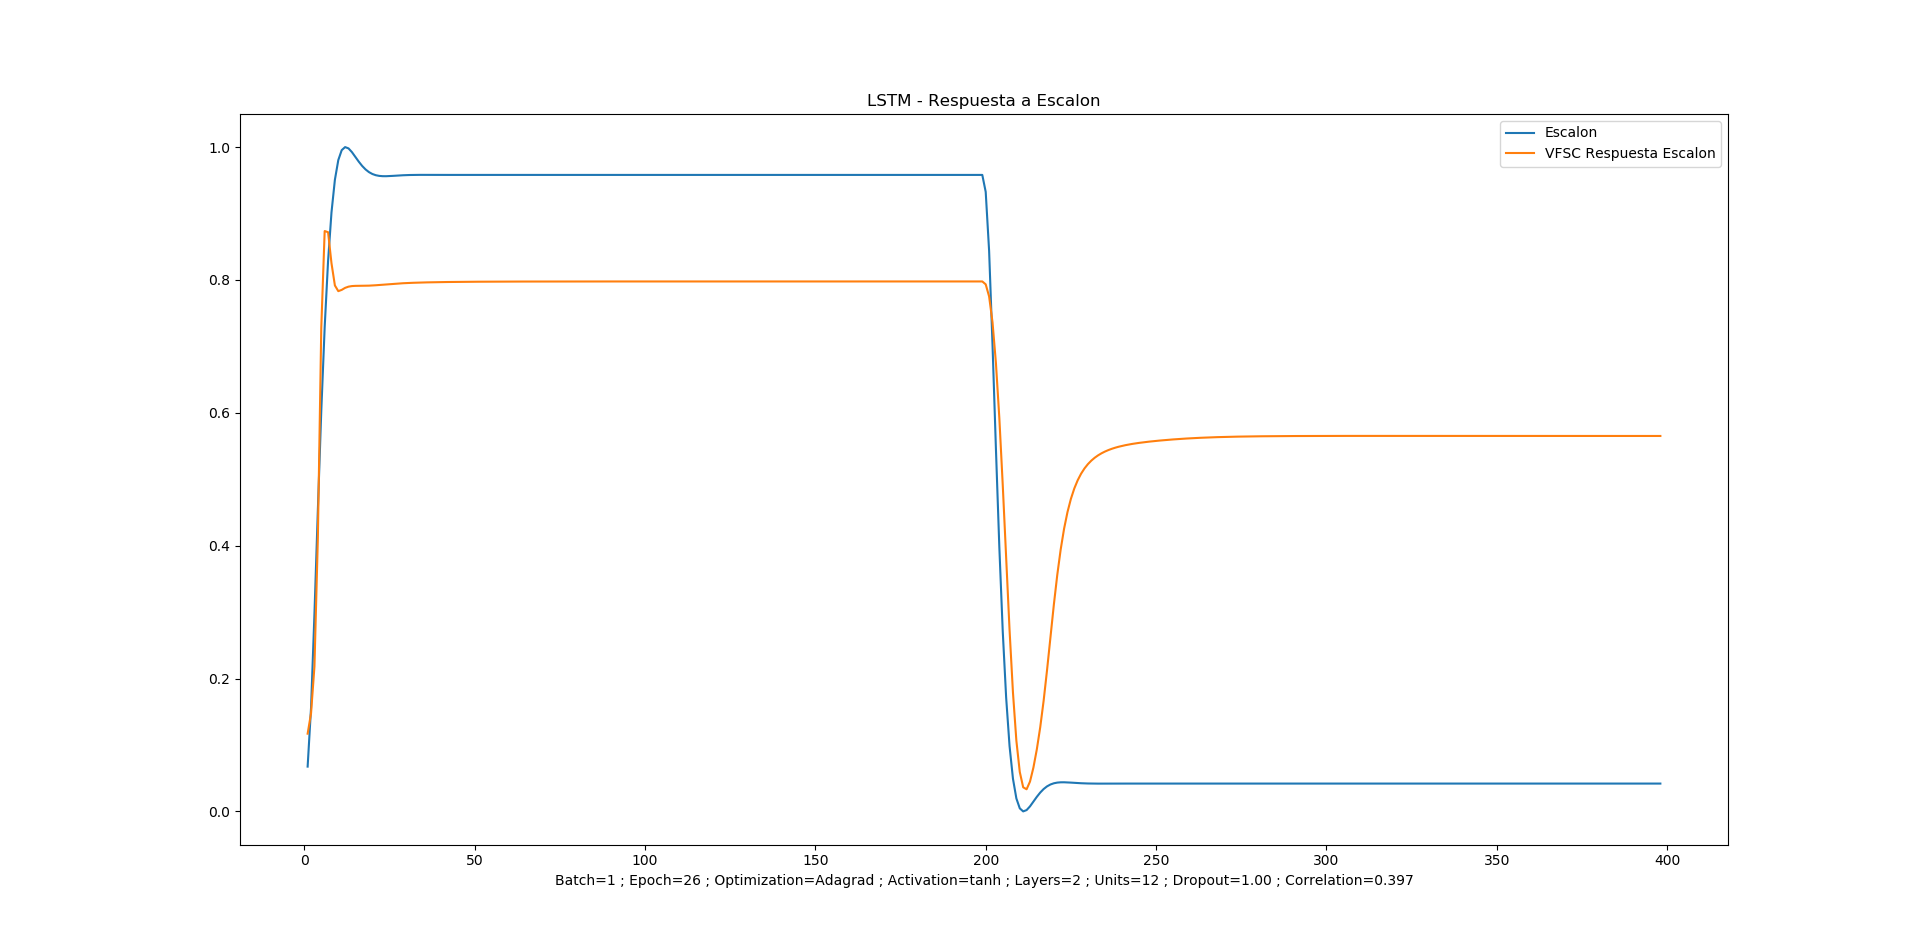 LSTM - Respuesta a Escalon
Escalon
VFSC Respuesta Escalon
1.0
0.8
0.6
0.4
0.2
0.0
0 50 100 150 200 250 300 350 400
Batch=1 ; Epoch=26 ; Optimization=Adagrad ; Activation=tanh ; Layers=2 ; Units=12 ; Dropout=1.00 ; Correlation=0.397